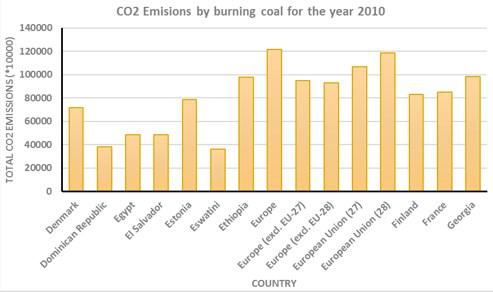 CO2 Emisions by burning coal for the year 2010
TOTAL CO2 EMISSIONS (*10000)
140000
120000
100000
80000
60000
40000
20000
0
Denmark
Dominican Republic
Egypt
El Salvador
Estonia
Eswatini
Ethiopia
Europe
Europe (excl. EU-27)
Europe (excl. EU-28)
European Union (27)
European Union (28)
Finland
France
Georgia
COUNTRY